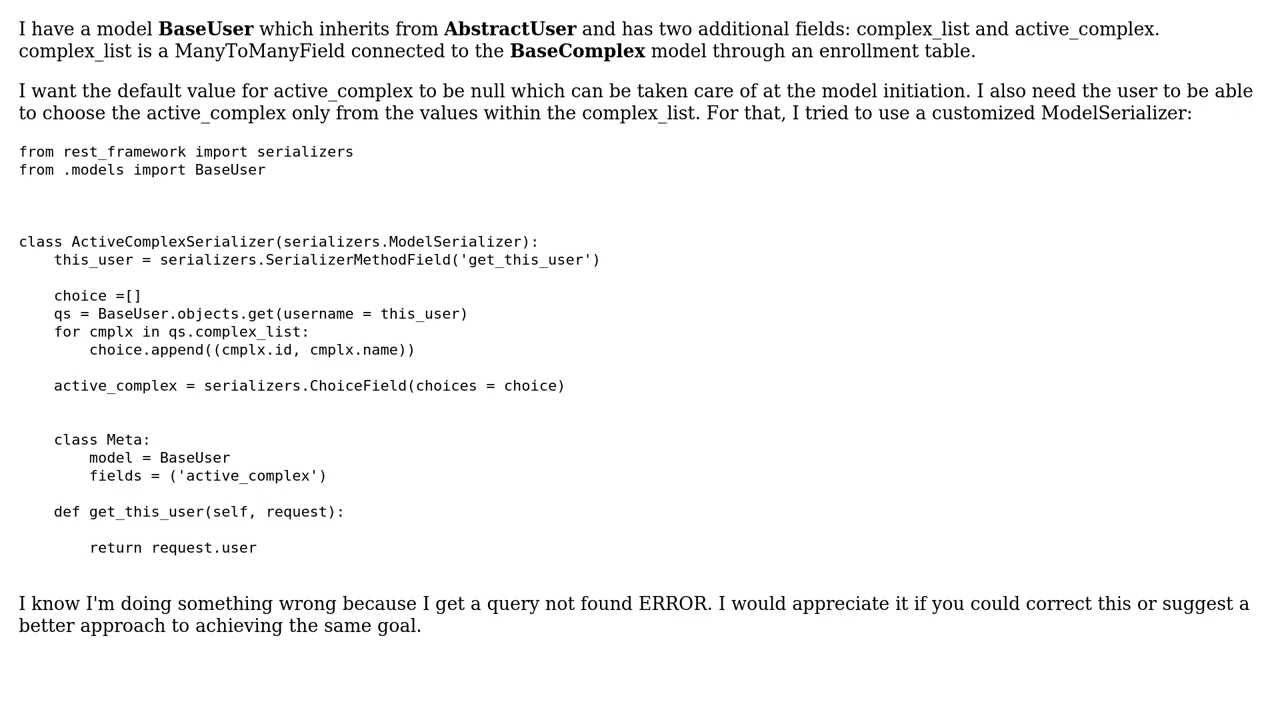 I have a model BaseUser which inherits from AbstractUser and has two additional fields: complex_list and active_complex.
complex_list is a ManyToManyField connected to the BaseComplex model through an enrollment table.
I want the default value for active_complex to be null which can be taken care of at the model initiation. I also need the user to be able
to choose the active_complex only from the values within the complex_list. For that, I tried to use a customized ModelSerializer:
from rest_framework import serializers
from .models import BaseUser
class ActiveComplexSerializer(serializers.ModelSerializer):
    this_user = serializers.SerializerMethodField('get_this_user')
    choice =[]
    qs = BaseUser.objects.get(username = this_user)
    for cmplx in qs.complex_list:
        choice.append((cmplx.id, cmplx.name))
    active_complex = serializers.ChoiceField(choices = choice)
    class Meta:
        model = BaseUser
        fields = ('active_complex')
    def get_this_user(self, request):
        return request.user
I know I'm doing something wrong because I get a query not found ERROR. I would appreciate it if you could correct this or suggest a
better approach to achieving the same goal.